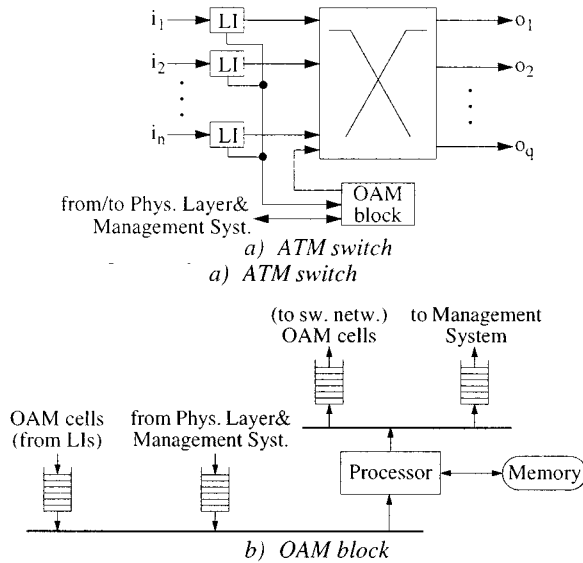 i1 LI o1
i2 LI o2
in LI oq
from/to Phys. Layer&
Management Syst.
OAM
block
a) ATM switch
a) ATM switch
(to sw. netw.)
OAM cells
to Management
System
OAM cells
(from LIs)
from Phys. Layer&
Management Syst.
Processor
Memory
b) OAM block